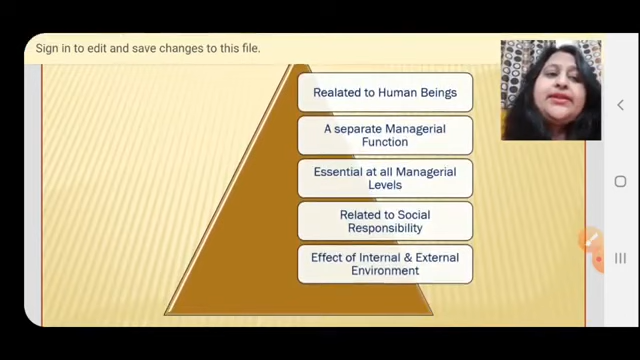 Sign in to edit and save changes to this file.
Realated to Human Beings
A separate Managerial
Function
Essential at all Managerial
Levels
Related to Social
Responsibility
Effect of Internal & External
Environment